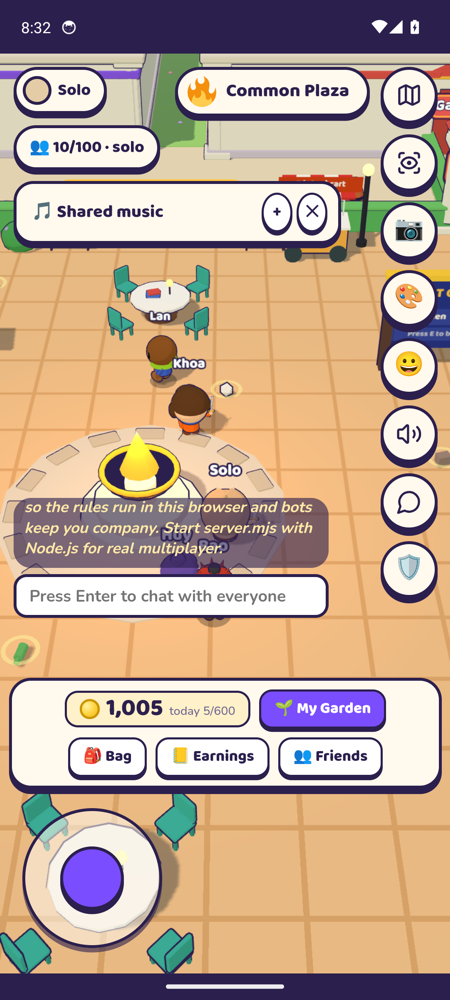 8:32
Solo
Common Plaza
10/100 · solo
Shared music
+
Lan
Khoa
Solo
so the rules run in this browser and bots
keep you company. Start server.mjs with
Node.js for real multiplayer.
Press Enter to chat with everyone
1,005 today 5/600
My Garden
Bag
Earnings
Friends